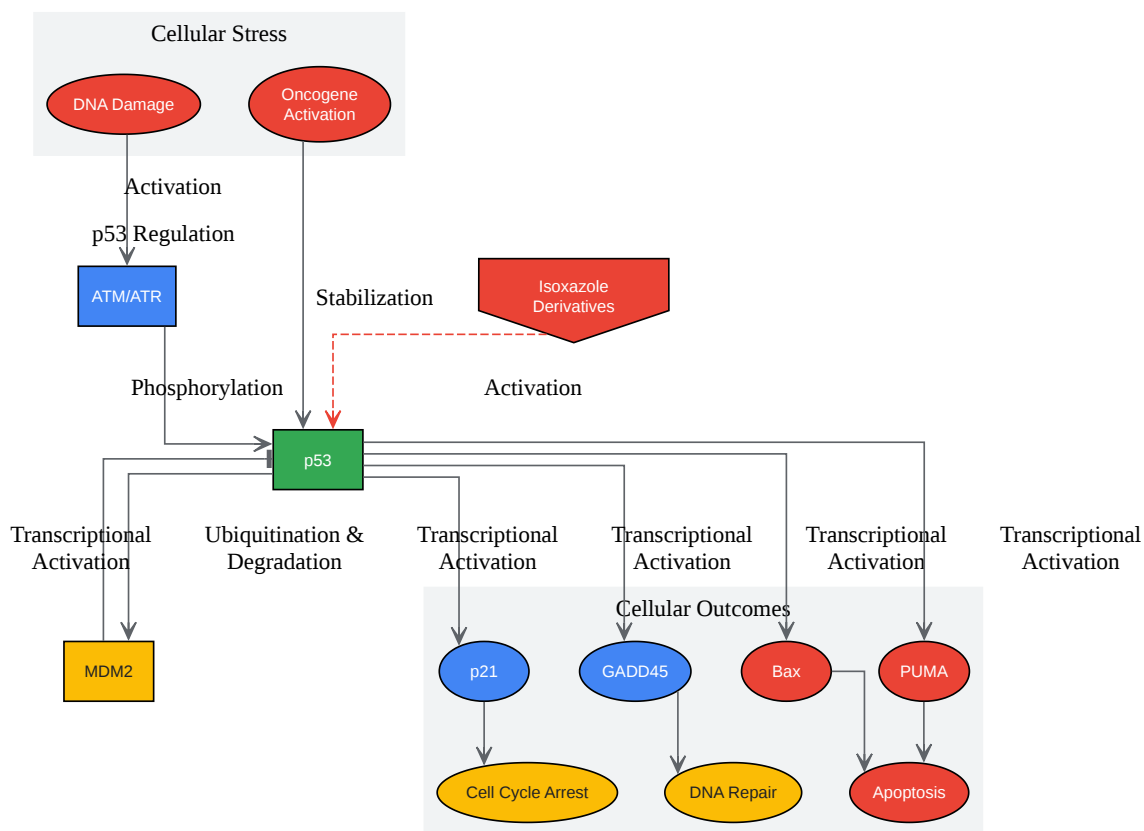 Cellular Stress
DNA Damage
Oncogene
Activation
Activation
p53 Regulation
ATM/ATR
Stabilization
Isoxazole
Derivatives
Phosphorylation
Activation
p53
Transcriptional
Activation
Ubiquitination &
Degradation
Transcriptional
Activation
Transcriptional
Activation
Transcriptional
Activation
Transcriptional
Activation
Cellular Outcomes
MDM2
p21
GADD45
Bax
PUMA
Cell Cycle Arrest
DNA Repair
Apoptosis